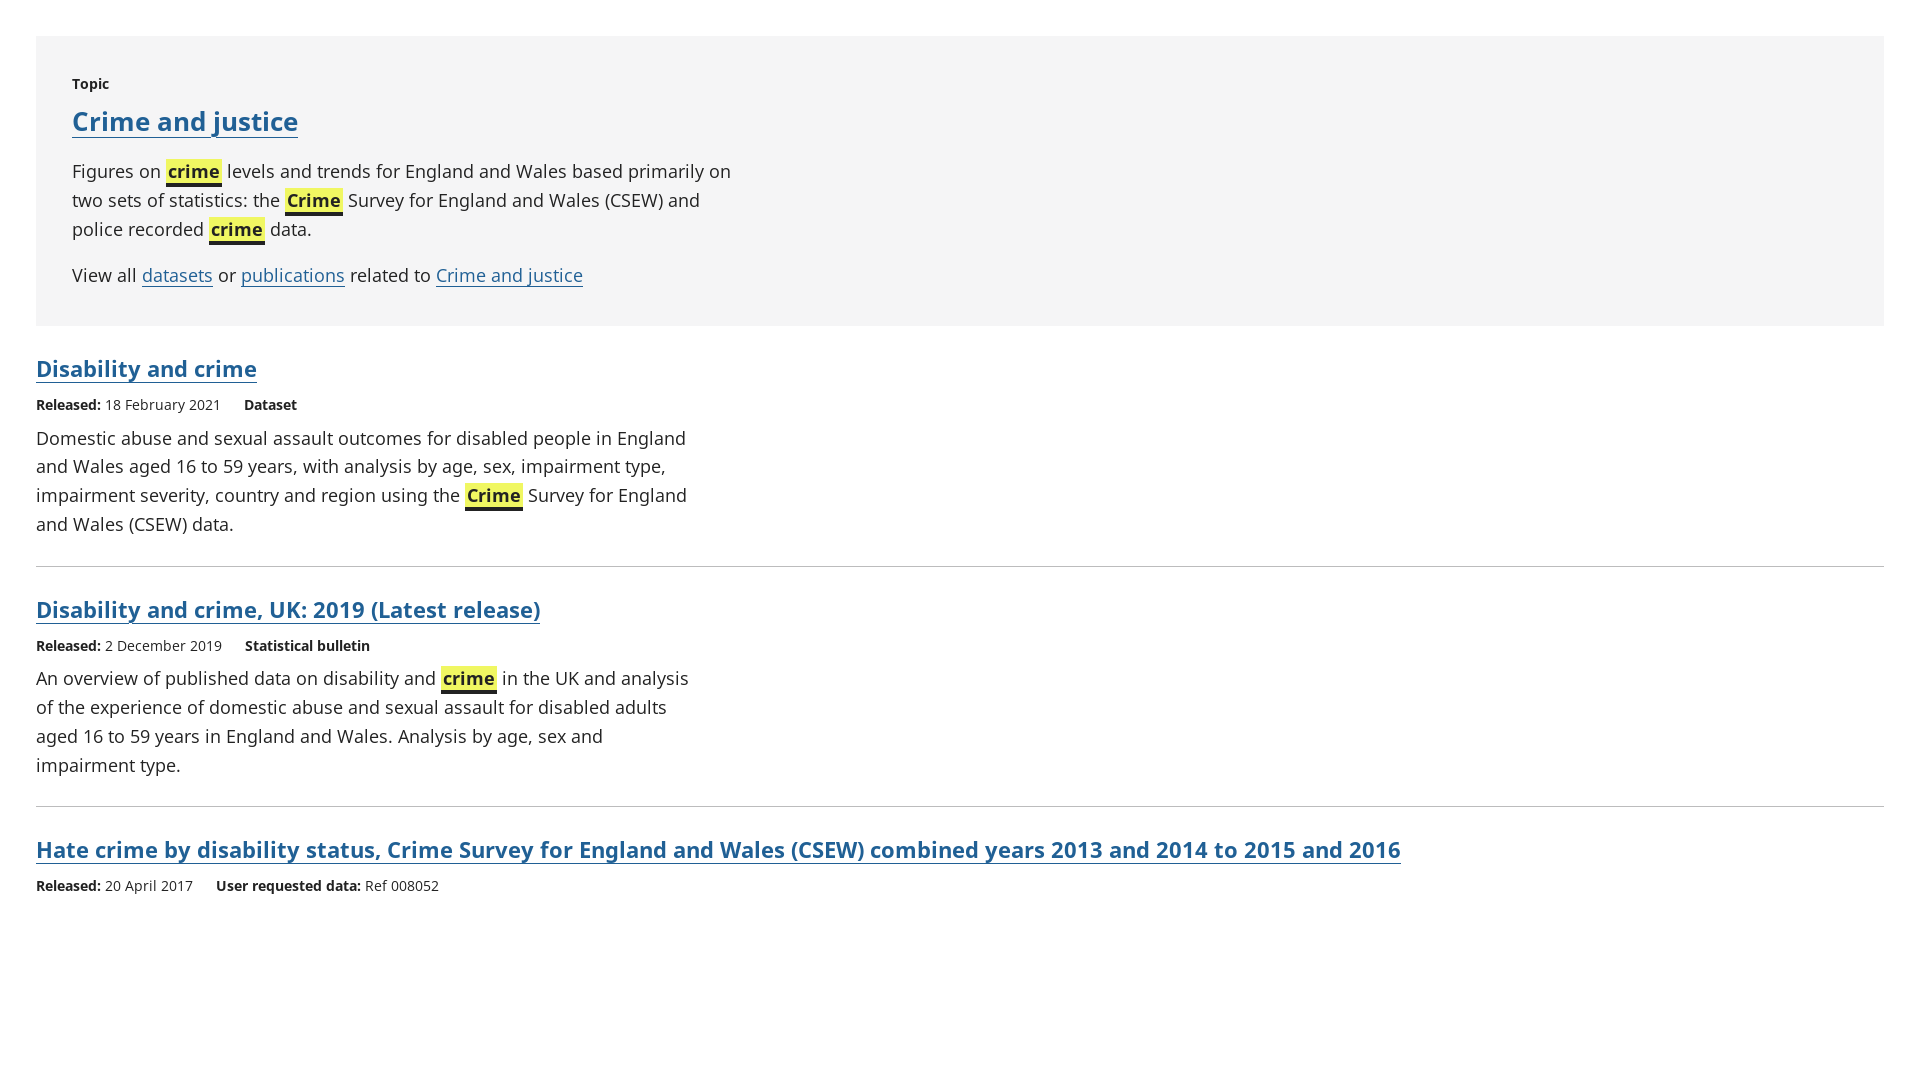 Topic
Crime and justice
Figures on crime levels and trends for England and Wales based primarily on
two sets of statistics: the Crime Survey for England and Wales (CSEW) and
police recorded crime data.
View all datasets or publications related to Crime and justice
Disability and crime
Released: 18 February 2021 Dataset
Domestic abuse and sexual assault outcomes for disabled people in England
and Wales aged 16 to 59 years, with analysis by age, sex, impairment type,
impairment severity, country and region using the Crime Survey for England
and Wales (CSEW) data.
Disability and crime, UK: 2019 (Latest release)
Released: 2 December 2019 Statistical bulletin
An overview of published data on disability and crime in the UK and analysis
of the experience of domestic abuse and sexual assault for disabled adults
aged 16 to 59 years in England and Wales. Analysis by age, sex and
impairment type.
Hate crime by disability status, Crime Survey for England and Wales (CSEW) combined years 2013 and 2014 to 2015 and 2016
Released: 20 April 2017 User requested data: Ref 008052